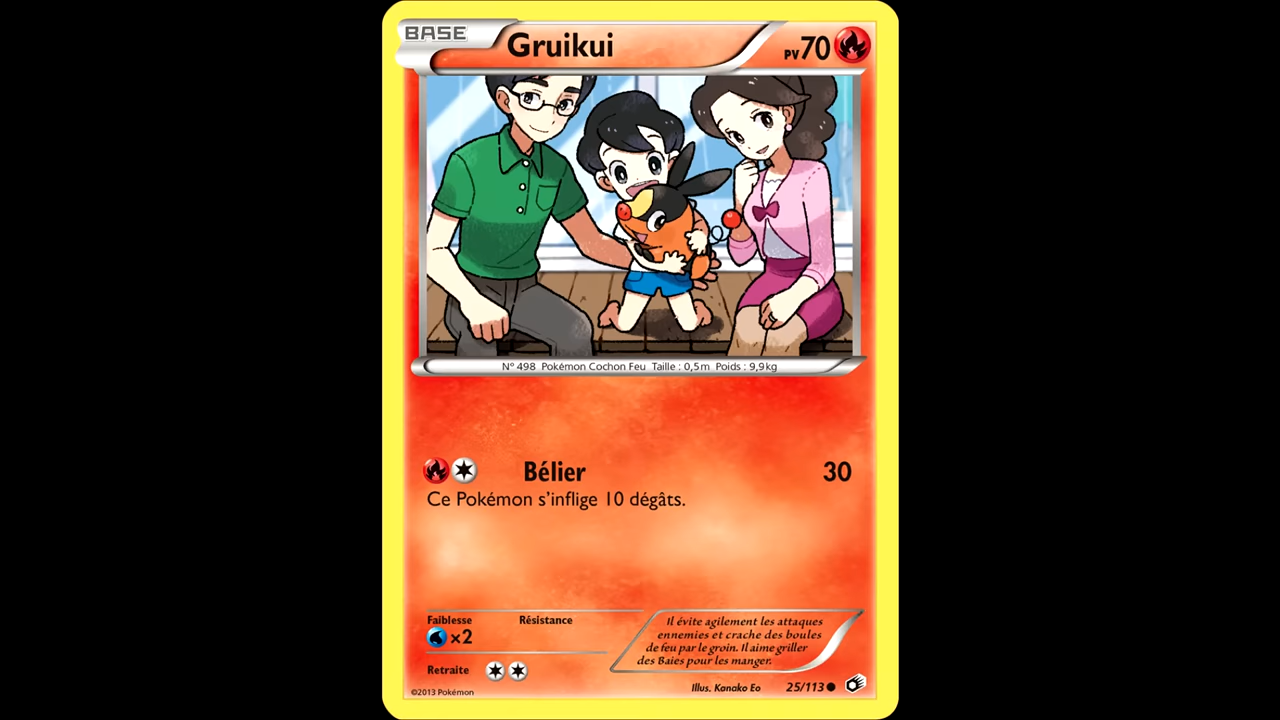 BASE
Gruikui
PV 70
N° 498 Pokémon Cochon Feu Taille : 0,5m Poids : 9,9kg
Bélier 30
Ce Pokémon s'inflige 10 dégâts.
Faiblesse Résistance
×2
Retraite
Il évite agilement les attaques
ennemies et crache des boules
de feu par le groin. Il aime griller
des Baies pour les manger.
©2013 Pokémon
Illus. Kanako Eo 25/113